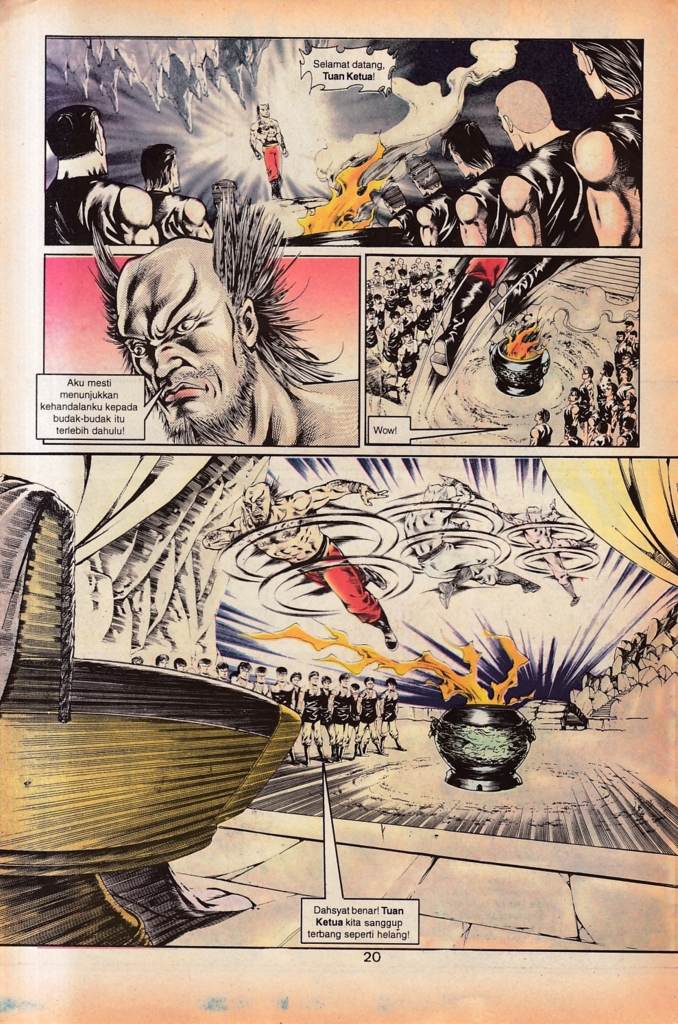 Selamat datang,
Tuan Ketua!
Aku mesti
menunjukkan
kehandalanku kepada
budak-budak itu
terlebih dahulu!
Wow!
Dahsyat benar! Tuan
Ketua kita sanggup
terbang seperti helang!
20